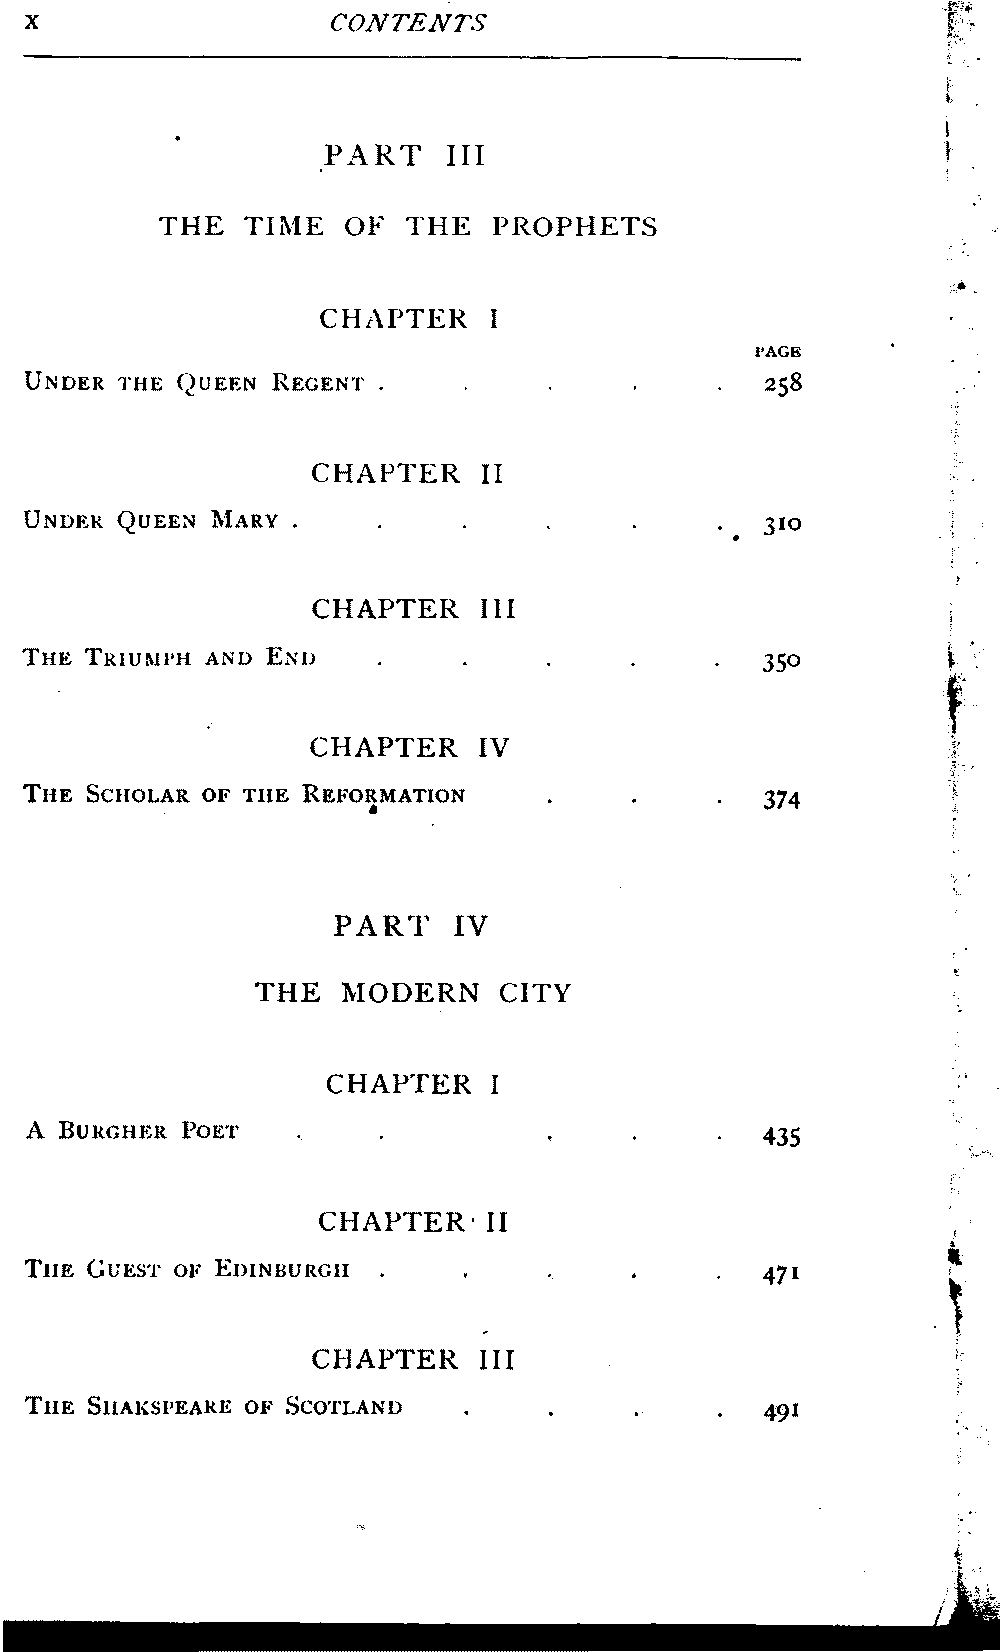 x CONTENTS
PART III
THE TIME OF THE PROPHETS
CHAPTER I
PAGE
UNDER THE QUEEN REGENT . . . . . 258
CHAPTER II
UNDER QUEEN MARY . . . . . . 310
CHAPTER III
THE TRIUMPH AND END . . . . . 350
CHAPTER IV
THE SCHOLAR OF THE REFORMATION . . . 374
PART IV
THE MODERN CITY
CHAPTER I
A BURGHER POET . . . . . 435
CHAPTER II
THE GUEST OF EDINBURGH . . . . . 471
CHAPTER III
THE SHAKSPEARE OF SCOTLAND . . . . 491